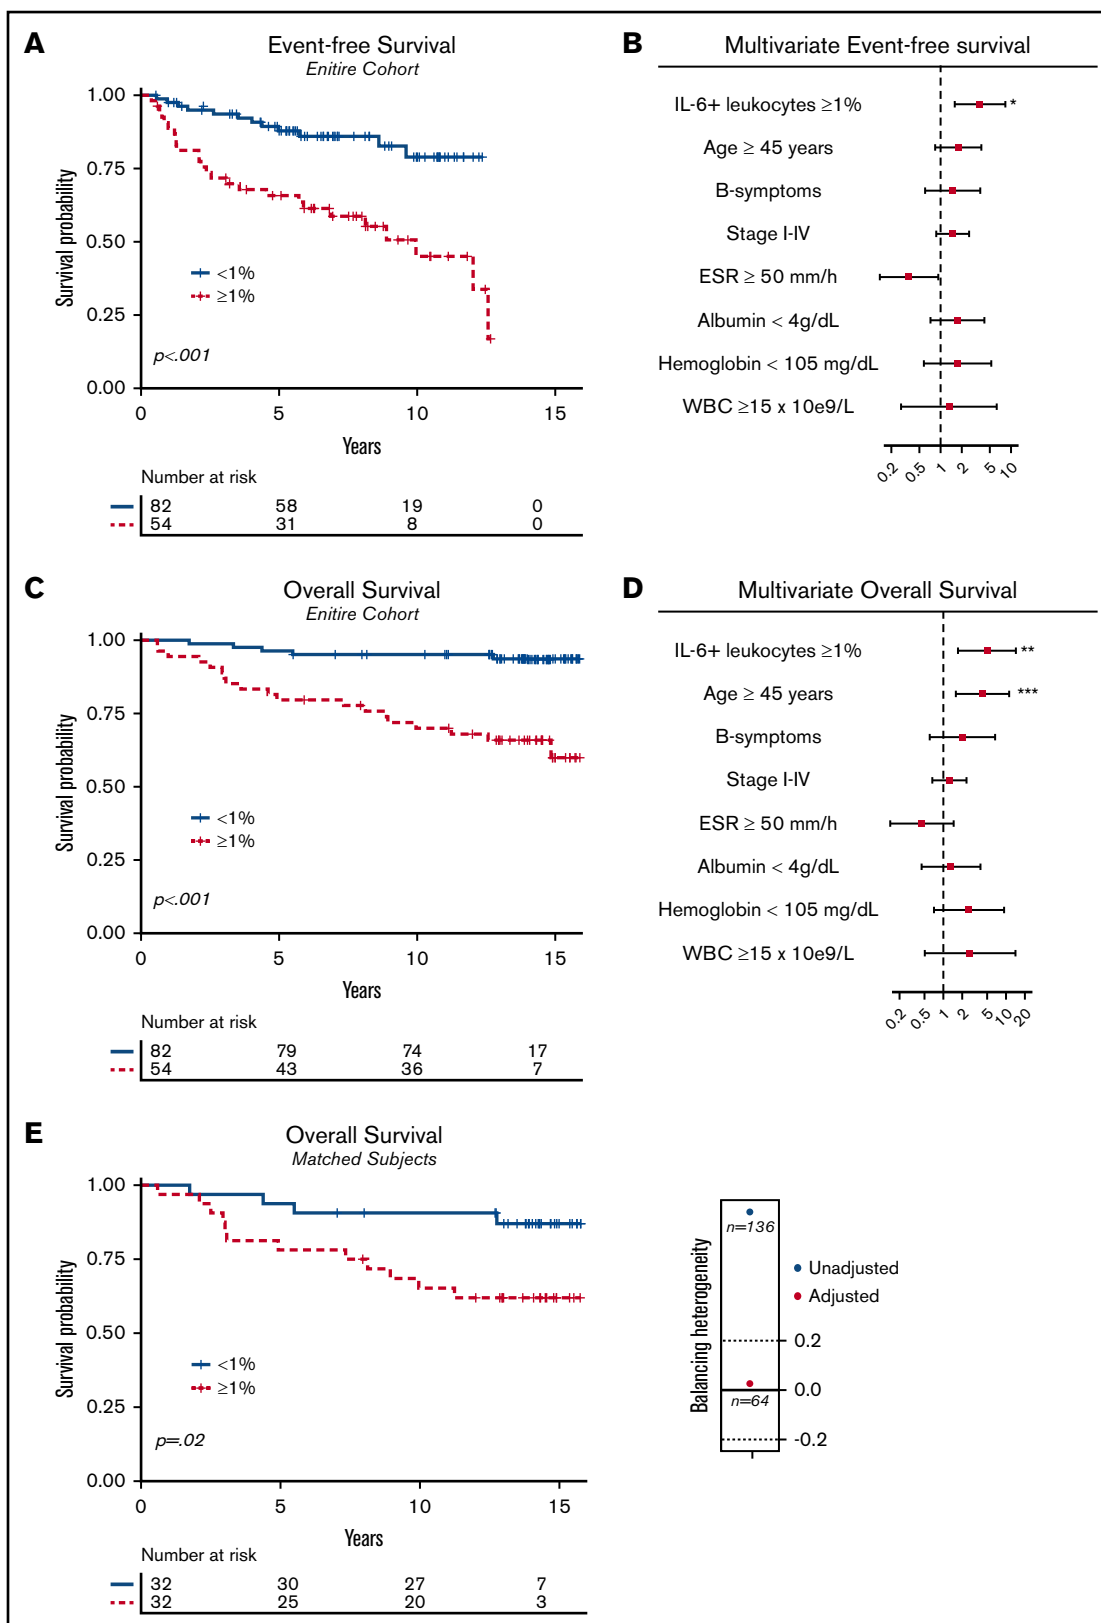 A
Event-free Survival
Enitire Cohort
1.00
0.75
0.50
0.25
0.00
Survival probability
<1%
≥1%
p<.001
0 5 10 15
Years
Number at risk
82 58 19 0
54 31 8 0
B
Multivariate Event-free survival
IL-6+ leukocytes ≥1% *
Age ≥ 45 years
B-symptoms
Stage I-IV
ESR ≥ 50 mm/h
Albumin < 4g/dL
Hemoglobin < 105 mg/dL
WBC ≥15 x 10e9/L
0.2 0.5 1 2 5 10
C
Overall Survival
Enitire Cohort
1.00
0.75
0.50
0.25
0.00
Survival probability
<1%
≥1%
p<.001
0 5 10 15
Years
Number at risk
82 79 74 17
54 43 36 7
D
Multivariate Overall Survival
IL-6+ leukocytes ≥1% **
Age ≥ 45 years ***
B-symptoms
Stage I-IV
ESR ≥ 50 mm/h
Albumin < 4g/dL
Hemoglobin < 105 mg/dL
WBC ≥15 x 10e9/L
0.2 0.5 1 2 5 10 20
E
Overall Survival
Matched Subjects
1.00
0.75
0.50
0.25
0.00
Survival probability
<1%
≥1%
p=.02
0 5 10 15
Years
Number at risk
32 30 27 7
32 25 20 3
Balancing heterogeneity
n=136
n=64
Unadjusted
Adjusted
0.2
0.0
-0.2